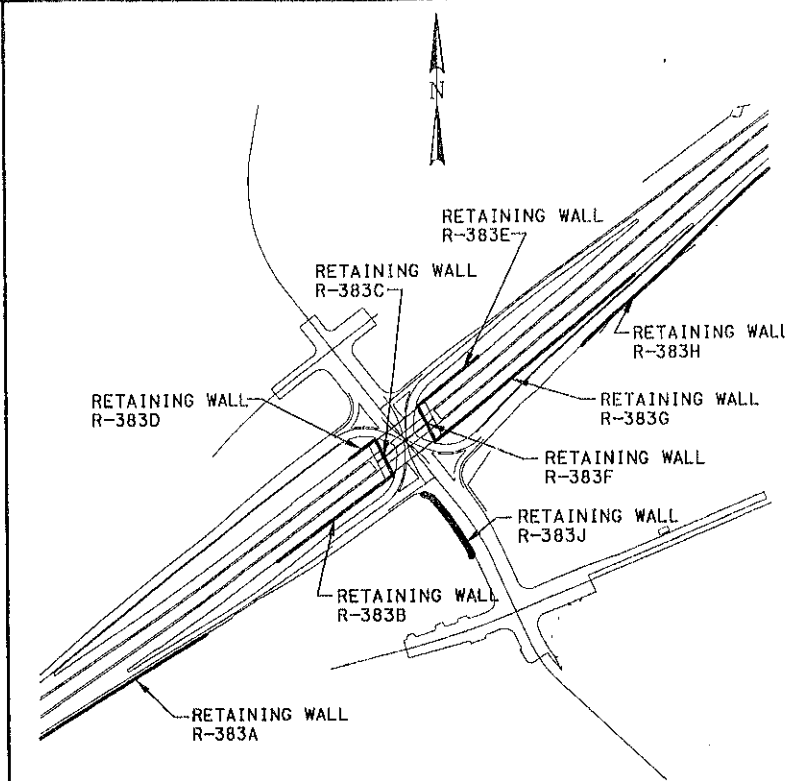 N
RETAINING WALL
R-383E
RETAINING WALL
R-383C
RETAINING WALL
R-383H
RETAINING WALL
R-383D
RETAINING WALL
R-383G
RETAINING WALL
R-383F
RETAINING WALL
R-383J
RETAINING WALL
R-383B
RETAINING WALL
R-383A